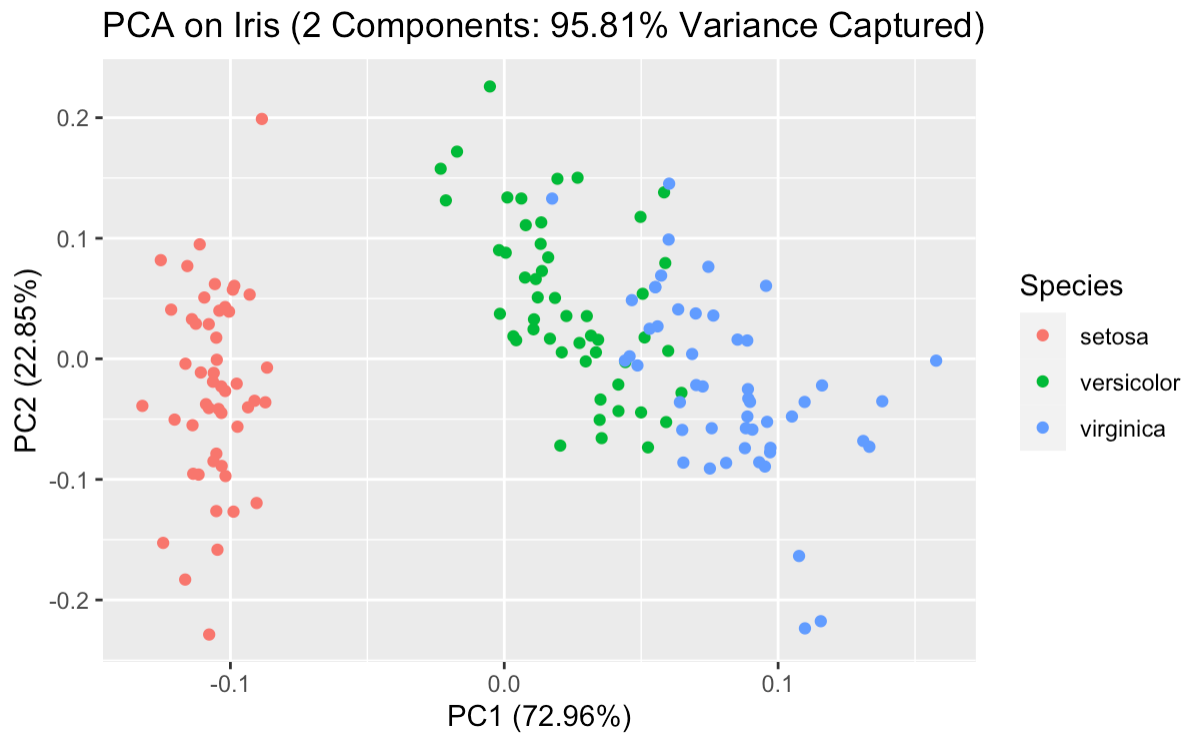 PCA on Iris (2 Components: 95.81% Variance Captured)
0.2
0.1
0.0
-0.1
-0.2
PC2 (22.85%)
-0.1 0.0 0.1
PC1 (72.96%)
Species
setosa
versicolor
virginica